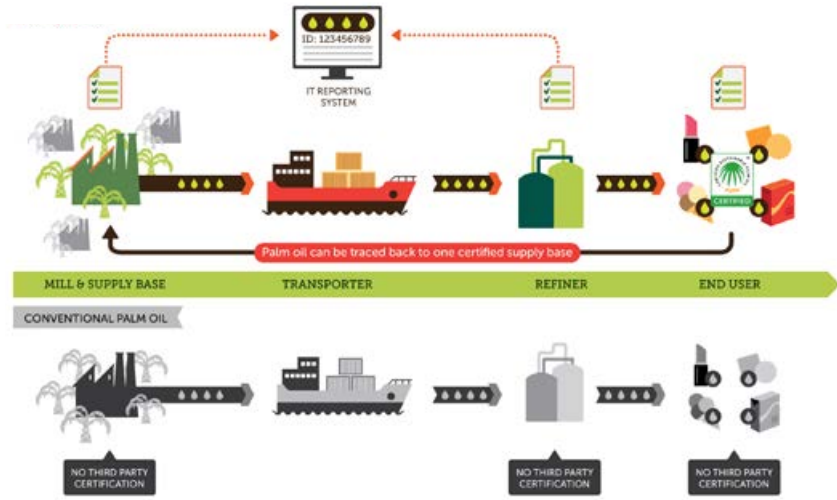 ID: 123456789
IT REPORTING
SYSTEM
CERTIFIED
Palm oil can be traced back to one certified supply base
MILL & SUPPLY BASE
TRANSPORTER
REFINER
END USER
CONVENTIONAL PALM OIL
NO THIRD PARTY
CERTIFICATION
NO THIRD PARTY
CERTIFICATION
NO THIRD PARTY
CERTIFICATION